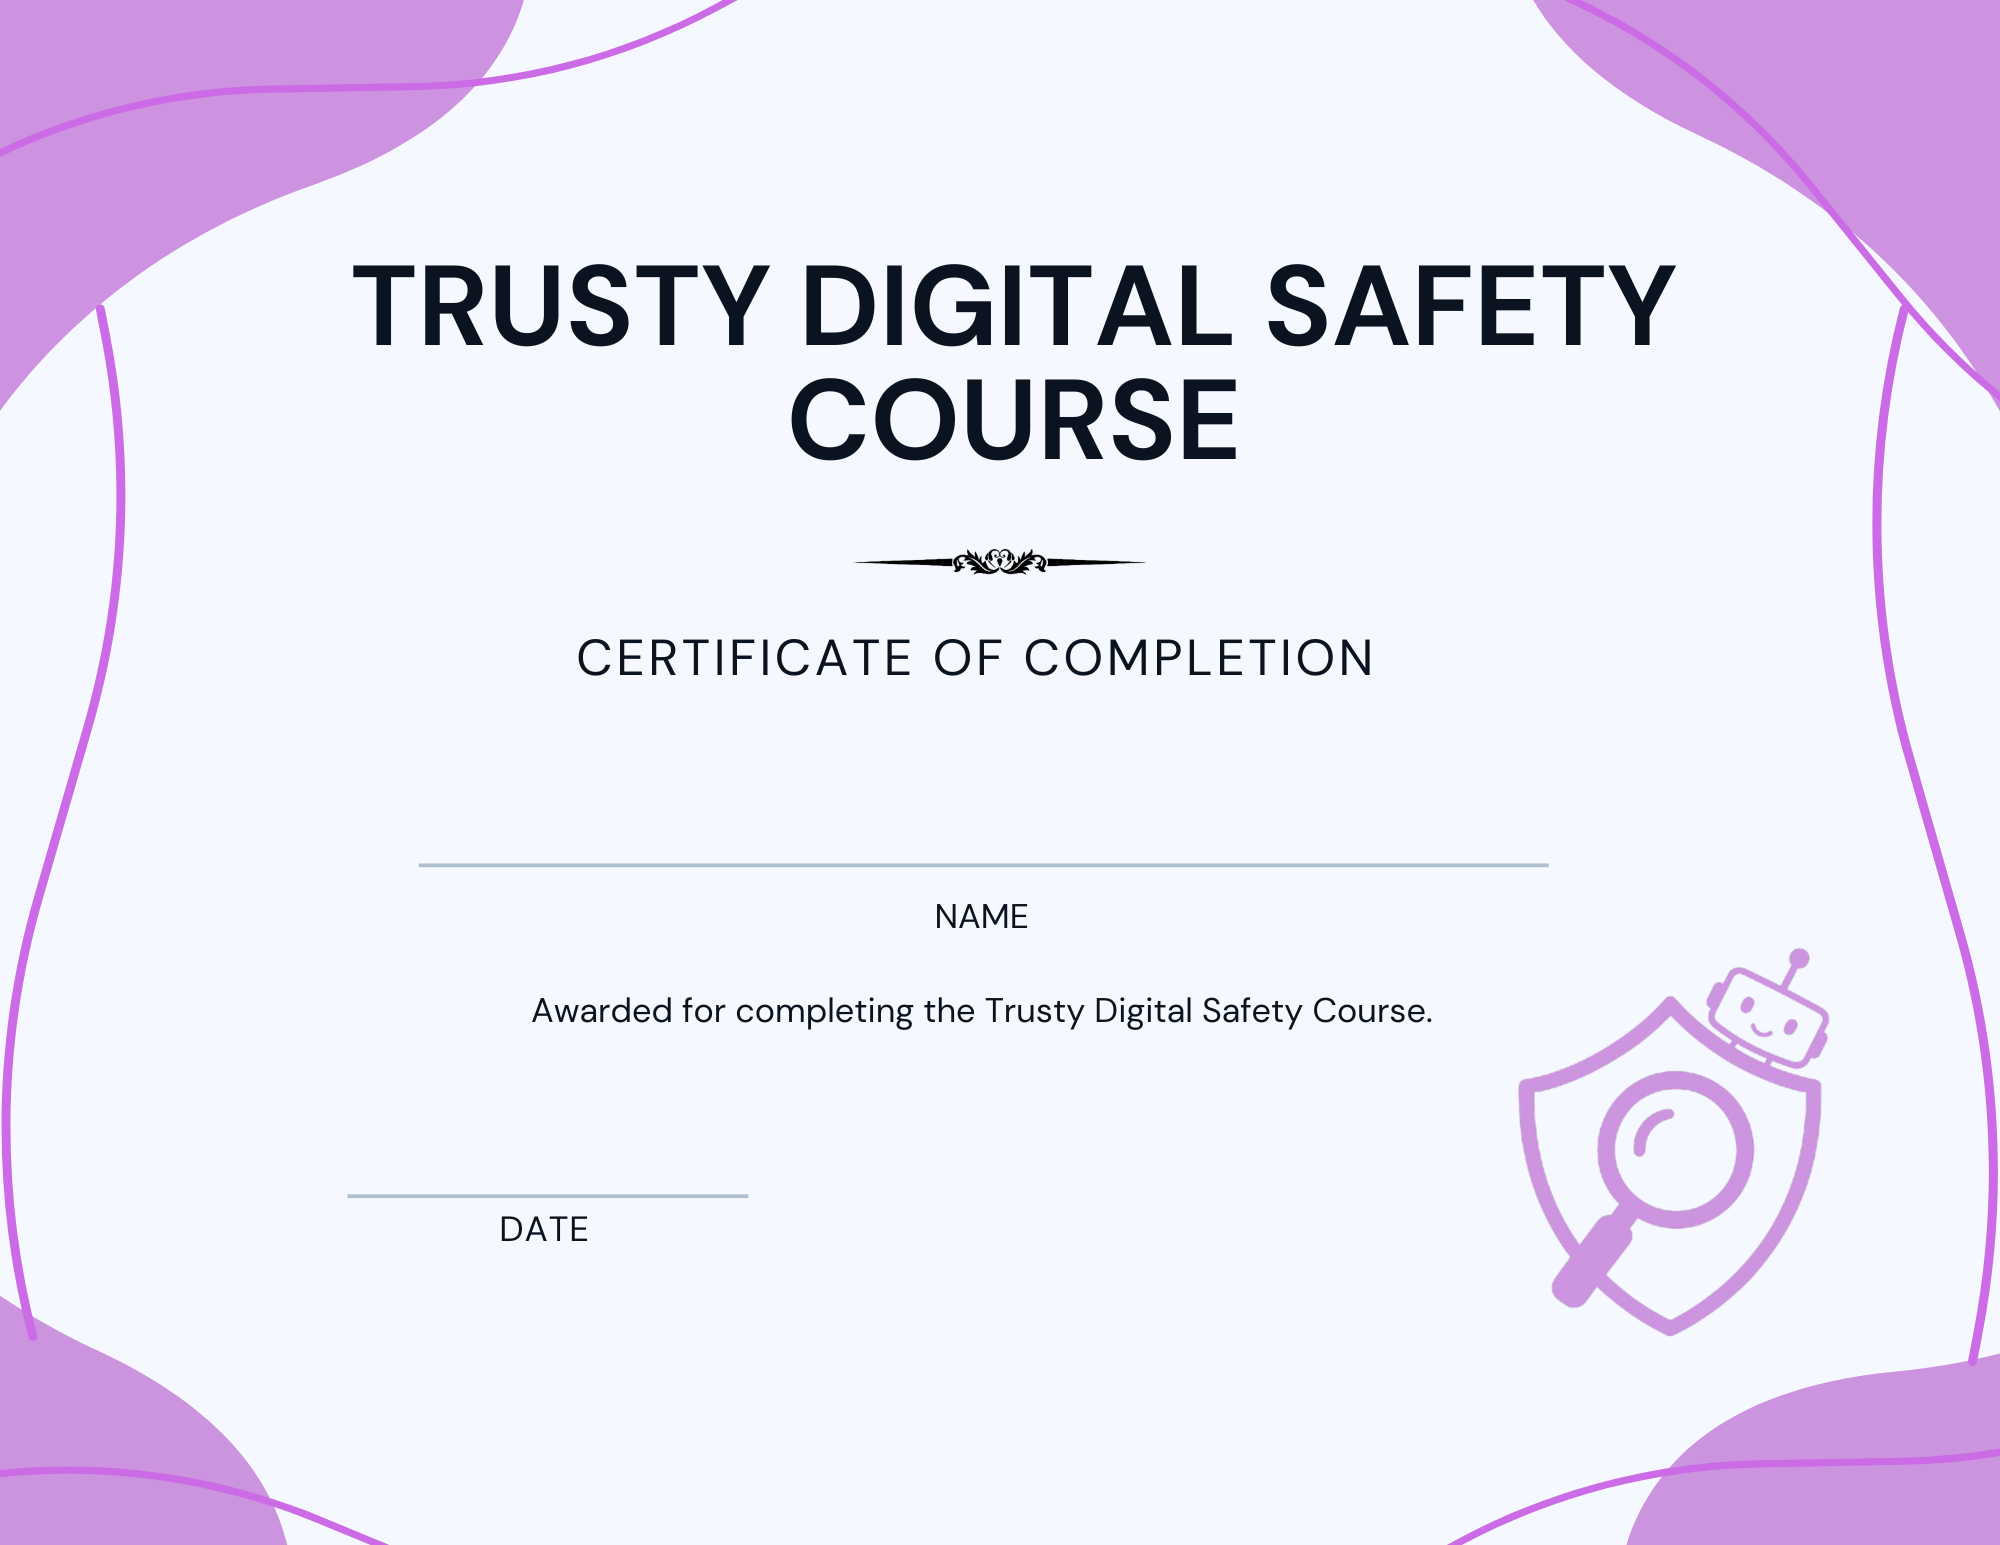 TRUSTY DIGITAL SAFETY
COURSE
CERTIFICATE OF COMPLETION
NAME
Awarded for completing the Trusty Digital Safety Course.
DATE